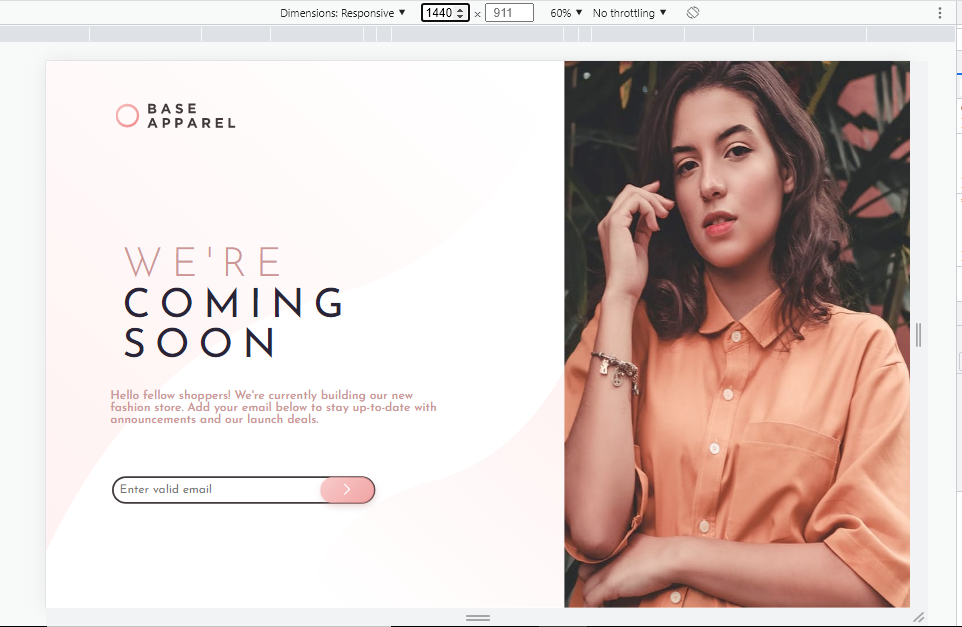 Dimensions: Responsive ▼ 1440 x 911 60% ▼ No throttling ▼
BASE
APPAREL
WE'RE
COMING
SOON
Hello fellow shoppers! We're currently building our new
fashion store. Add your email below to stay up-to-date with
announcements and our launch deals.
Enter valid email